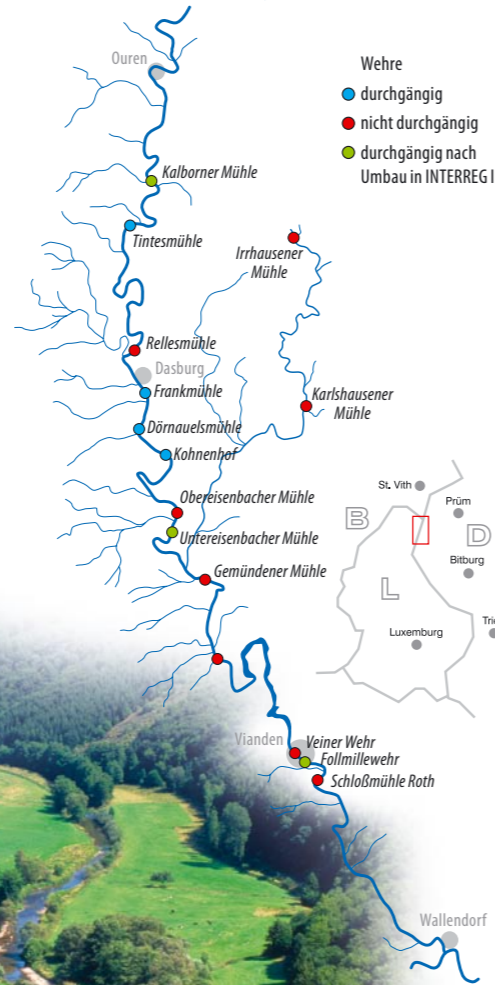 Ouren
Wehre
durchgängig
nicht durchgängig
durchgängig nach
Umbau in INTERREG I
Kalborner Mühle
Tintesmühle
Irrhausener
Mühle
Rellesmühle
Dasburg
Frankmühle
Karlshausener
Mühle
Dörnauelsmühle
Kohnenhof
Obereisenbacher Mühle
Untereisenbacher Mühle
Gemündener Mühle
St. Vith
Prüm
B
D
Bitburg
L
Luxemburg
Vianden
Veiner Wehr
Follmillewehr
Schloßmühle Roth
Wallendorf